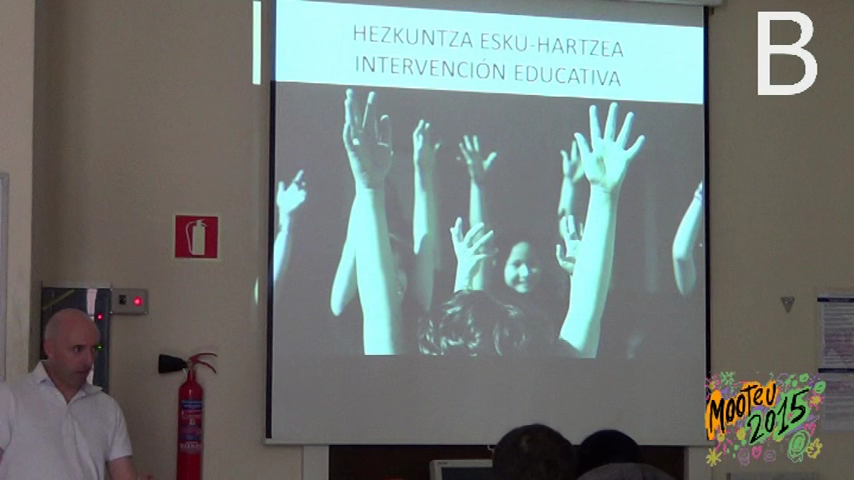 B
HEZKUNTZA ESKU-HARTZEA
INTERVENCIÓN EDUCATIVA
MOOTEU
2015